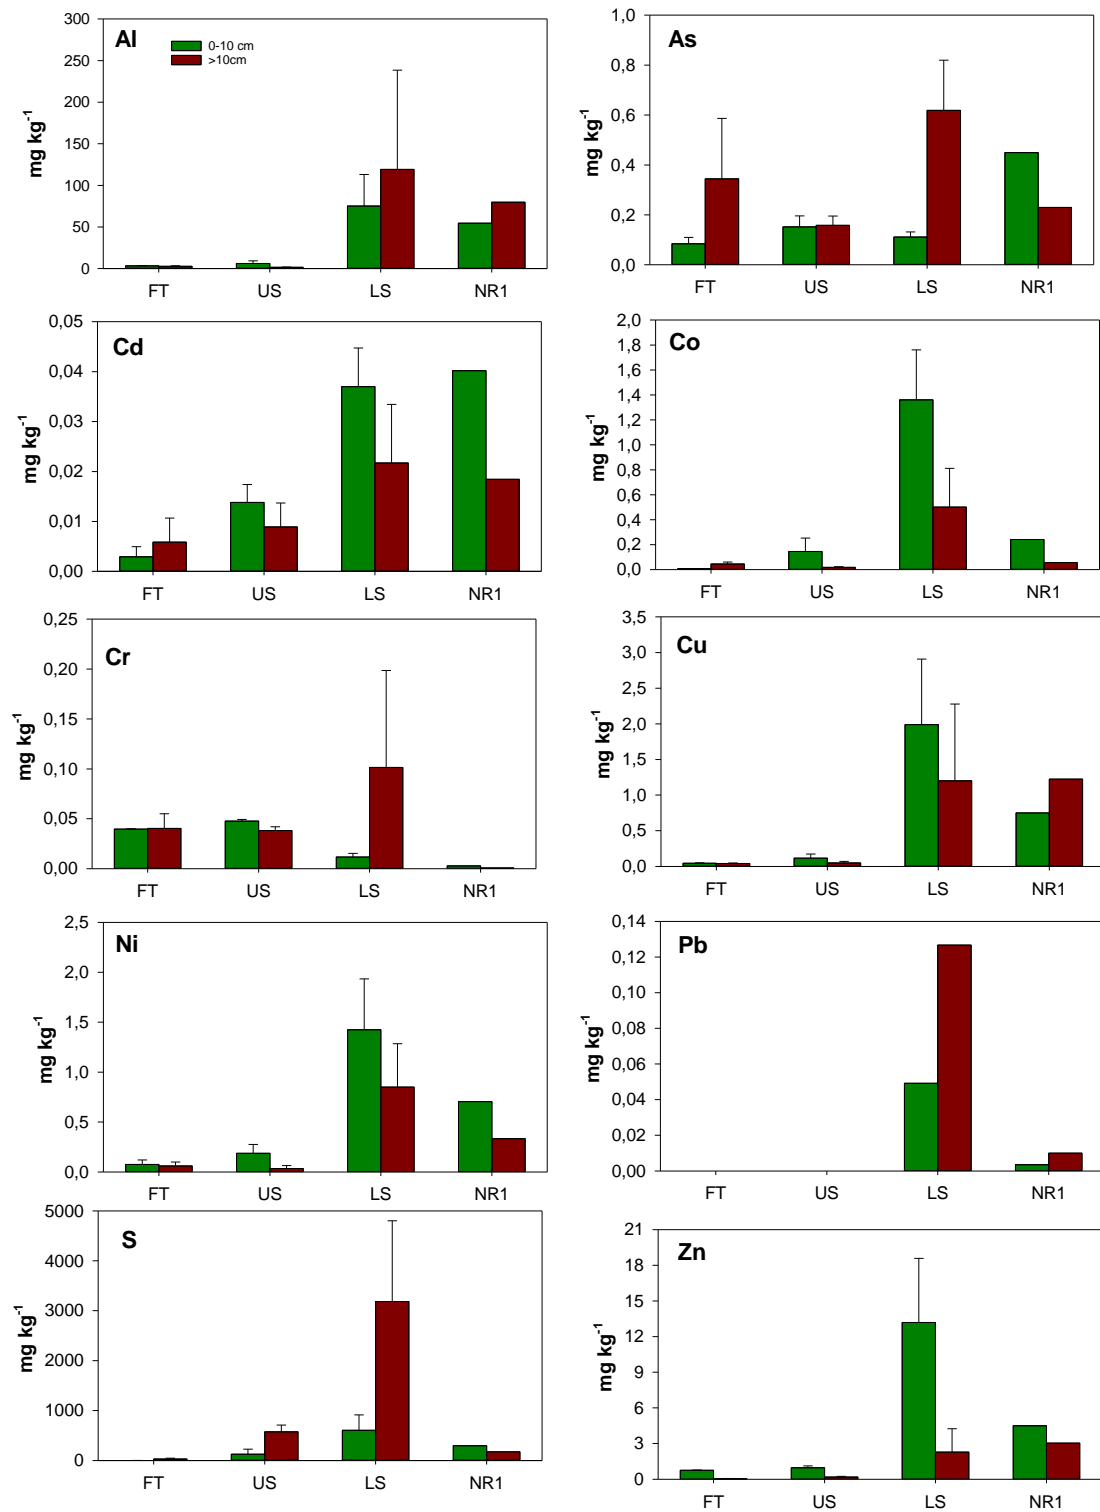 Al
0-10 cm
>10cm
mg kg-1
300
250
200
150
100
50
0
FT US LS NR1
As
mg kg-1
1,0
0,8
0,6
0,4
0,2
0,0
FT US LS NR1
Cd
mg kg-1
0,05
0,04
0,03
0,02
0,01
0,00
FT US LS NR1
Co
mg kg-1
2,0
1,8
1,6
1,4
1,2
1,0
0,8
0,6
0,4
0,2
0,0
FT US LS NR1
Cr
mg kg-1
0,25
0,20
0,15
0,10
0,05
0,00
FT US LS NR1
Cu
mg kg-1
3,5
3,0
2,5
2,0
1,5
1,0
0,5
0,0
FT US LS NR1
Ni
mg kg-1
2,5
2,0
1,5
1,0
0,5
0,0
FT US LS NR1
Pb
mg kg-1
0,14
0,12
0,10
0,08
0,06
0,04
0,02
0,00
FT US LS NR1
S
mg kg-1
5000
4000
3000
2000
1000
0
FT US LS NR1
Zn
mg kg-1
21
18
15
12
9
6
3
0
FT US LS NR1